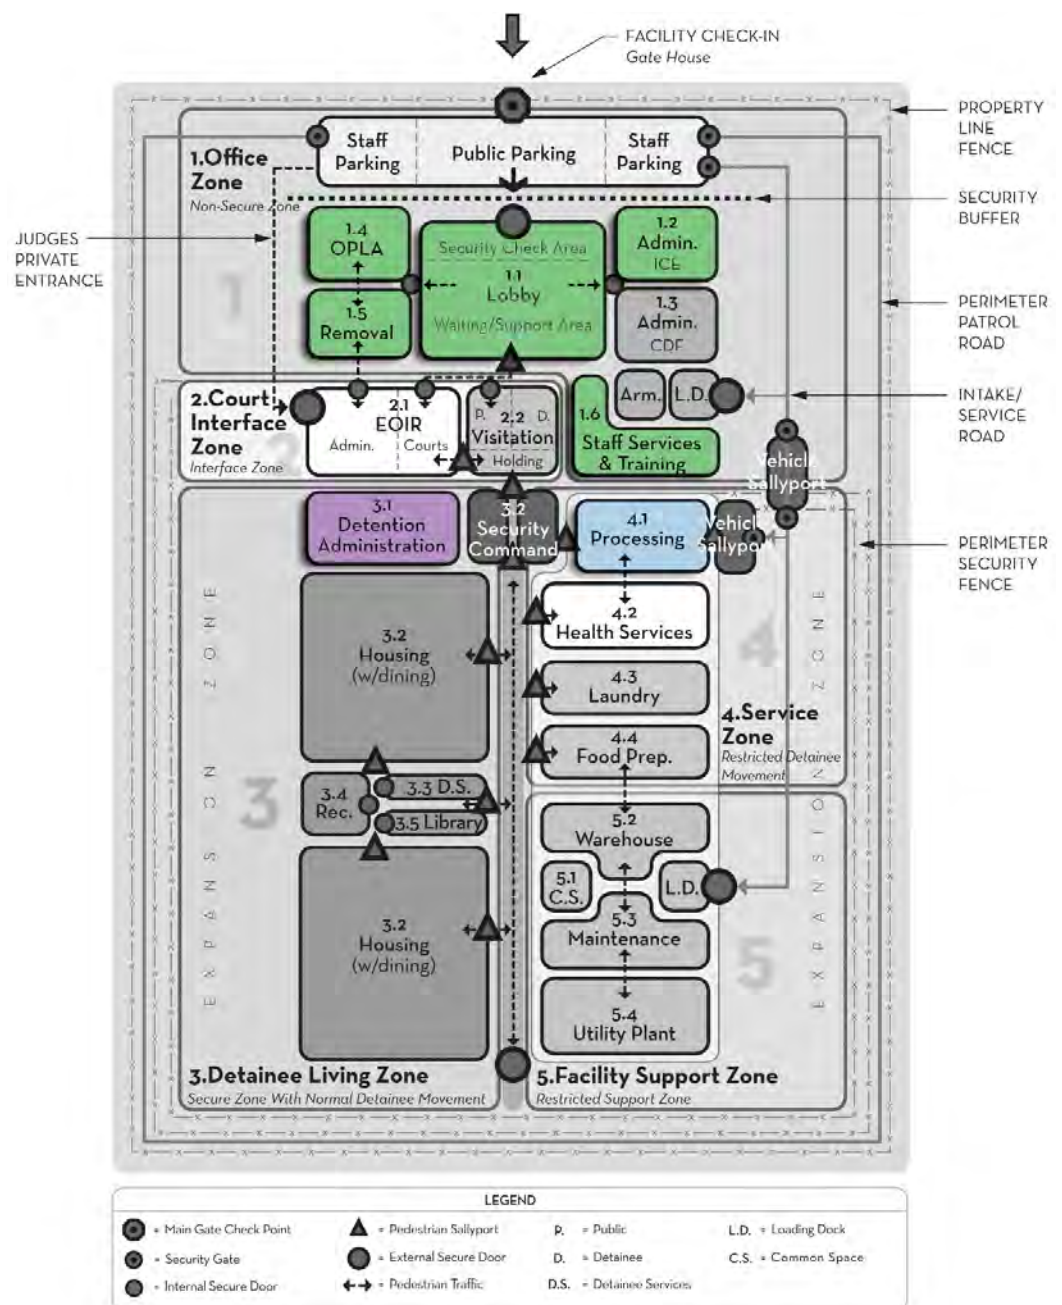 FACILITY CHECK-IN
Gate House
PROPERTY
LINE
FENCE
Staff
Parking
Public Parking
Staff
Parking
1.Office
Zone
Non-Secure Zone
SECURITY
BUFFER
JUDGES
PRIVATE
ENTRANCE
1
1.4
OPLA
Security Check Area
1.1
Lobby
Waiting/Support Area
1.2
Admin.
ICE
1.5
Removal
1.3
Admin.
CDF
PERIMETER
PATROL
ROAD
2.Court
Interface
Zone
Interface Zone
2
2.1
EOIR
Admin.
Courts
P.
D.
2.2
Visitation
Holding
Arm.
L.D.
1.6
Staff Services
& Training
INTAKE/
SERVICE
ROAD
Vehicle
Sallyport
3.1
Detention
Administration
3.2
Security
Command
4.1
Processing
Vehicle
Sallyport
PERIMETER
SECURITY
FENCE
EXPANSION ZONE
3.2
Housing
(w/dining)
4.2
Health Services
4
EXPANSION ZONE
4.3
Laundry
4.Service
Zone
Restricted Detainee
Movement
4.4
Food Prep.
3
3.4
Rec.
3.3 D.S.
3.5 Library
5.2
Warehouse
5.1
C.S.
L.D.
3.2
Housing
(w/dining)
5.3
Maintenance
5
5.4
Utility Plant
3.Detainee Living Zone
Secure Zone With Normal Detainee Movement
5.Facility Support Zone
Restricted Support Zone
LEGEND
= Main Gate Check Point
= Pedestrian Sallyport
P. = Public
L.D. = Loading Dock
= Security Gate
= External Secure Door
D. = Detainee
C.S. = Common Space
= Internal Secure Door
= Pedestrian Traffic
D.S. = Detainee Services